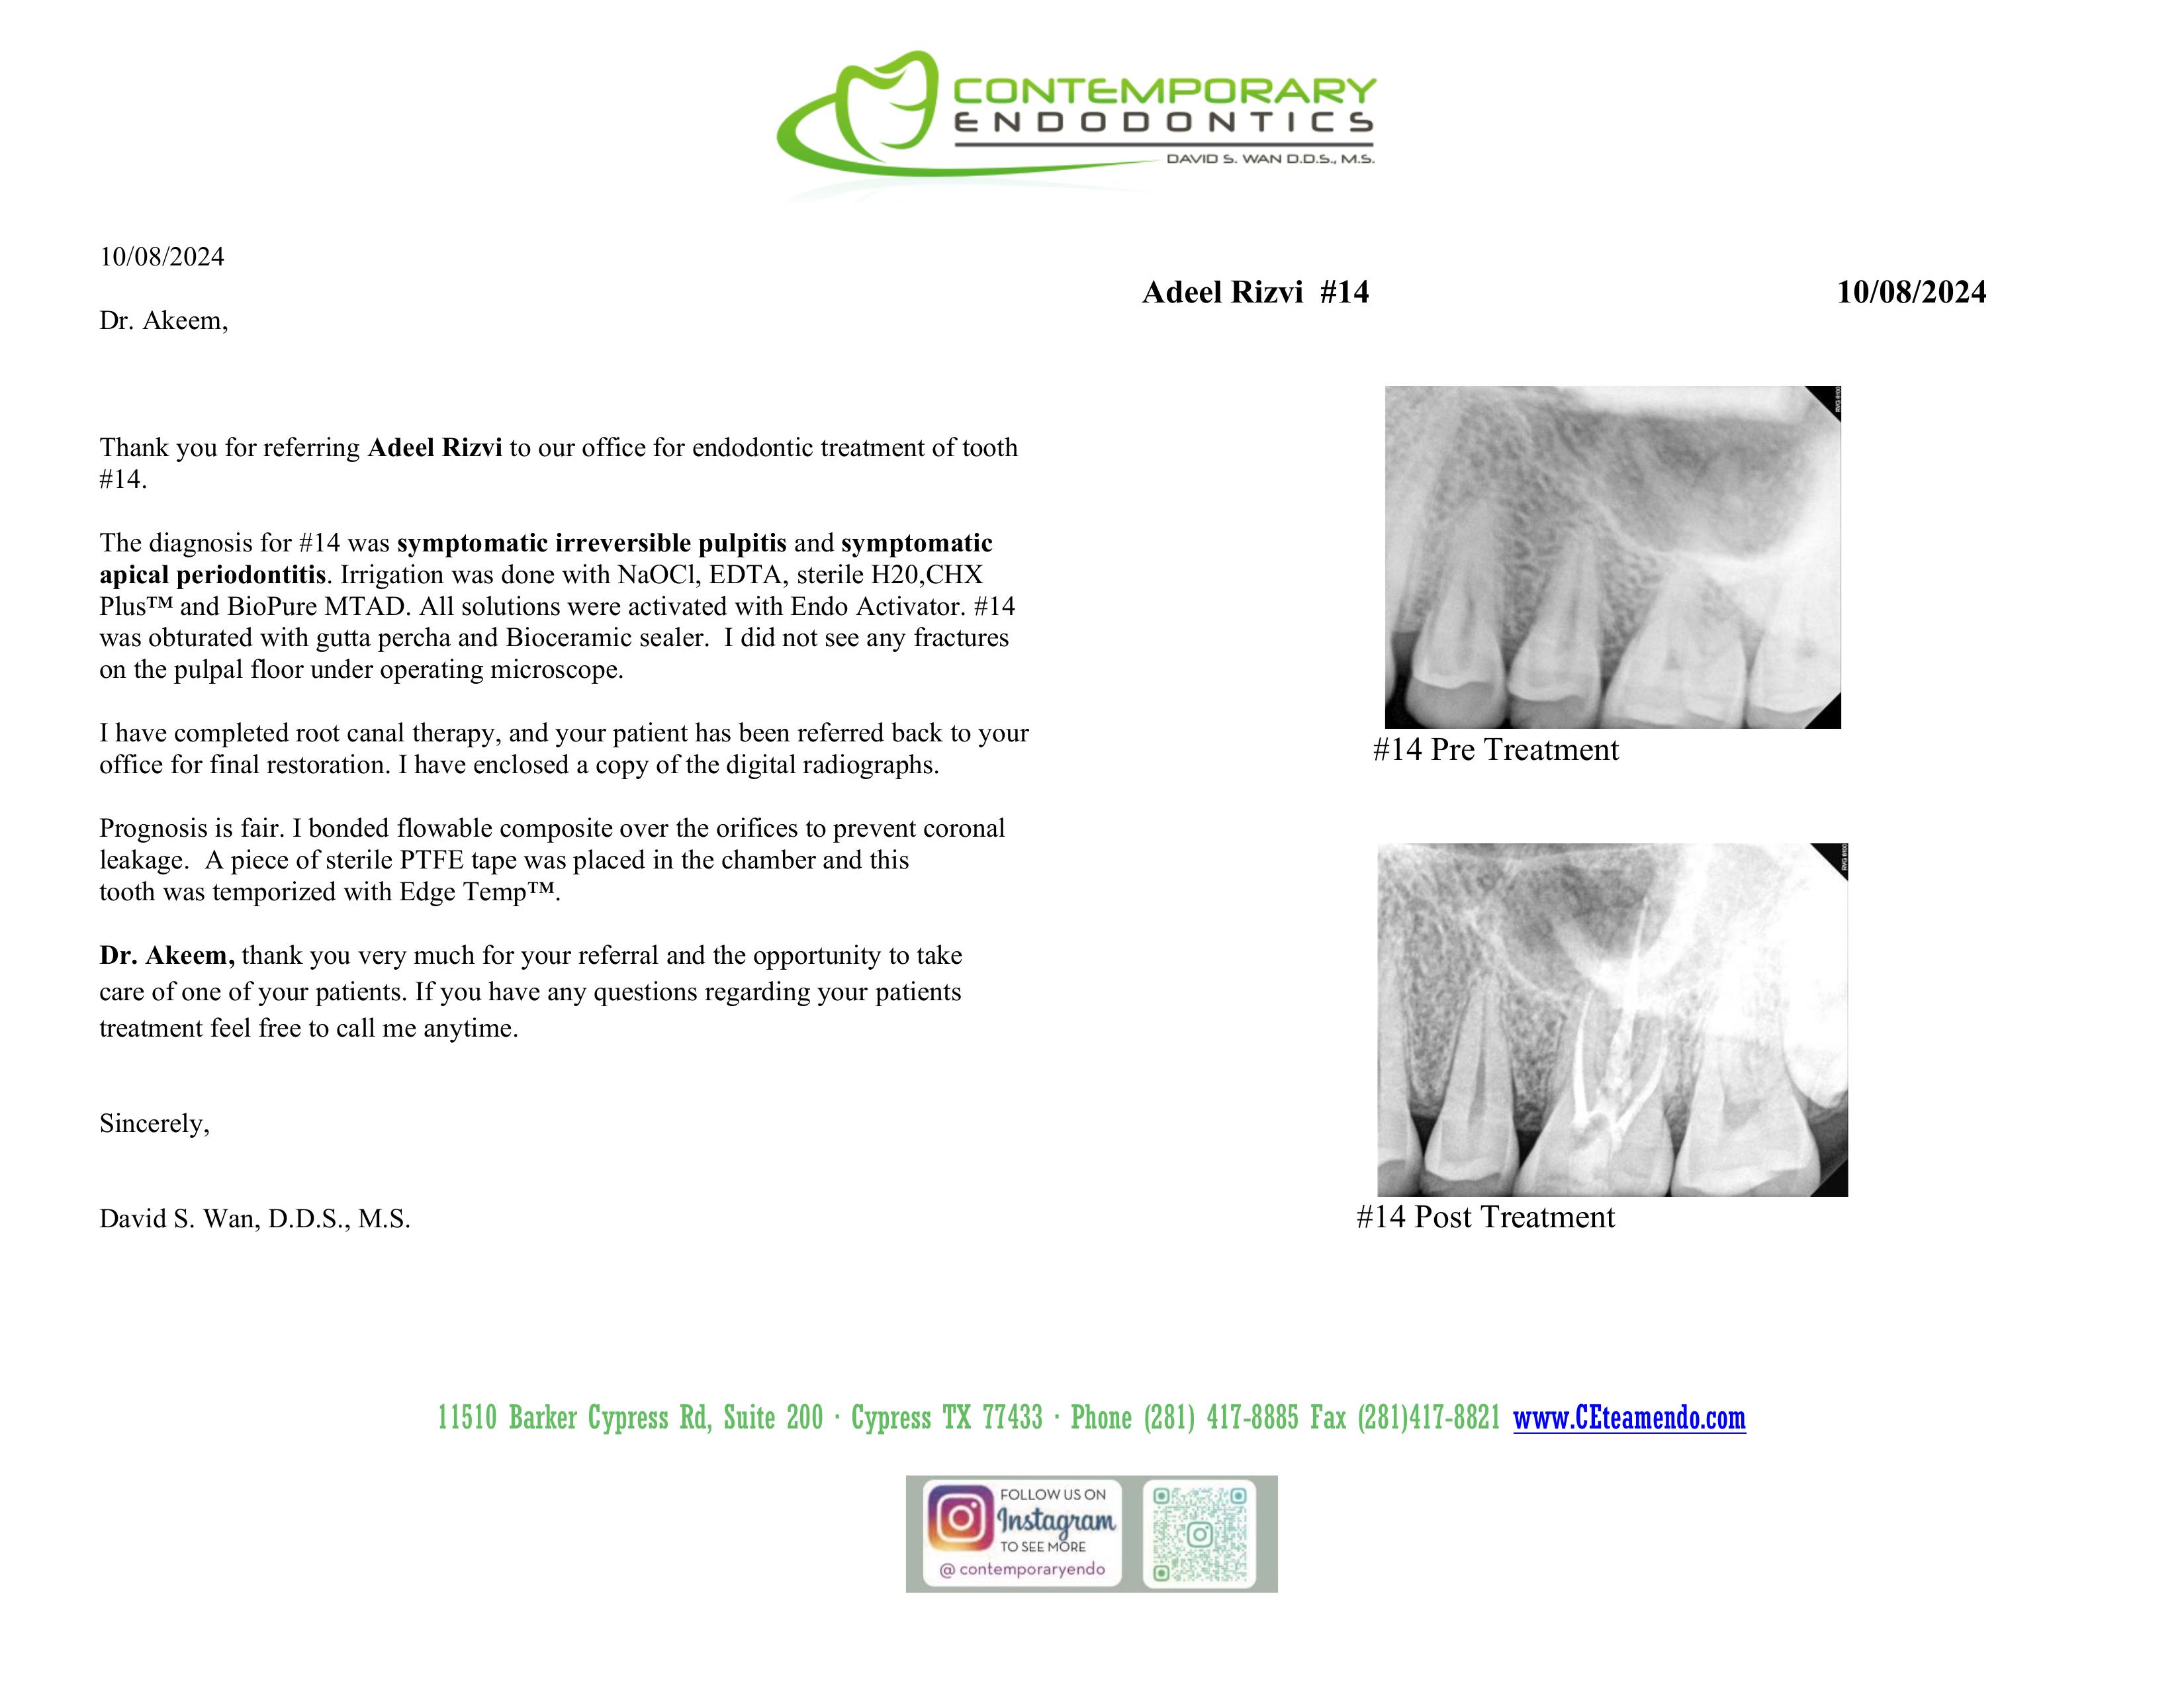 CONTEMPORARY
ENDODONTICS
DAVID S. WAN D.D.S., M.S.
10/08/2024
Dr. Akeem,
Thank you for referring Adeel Rizvi to our office for endodontic treatment of tooth
#14.
The diagnosis for #14 was symptomatic irreversible pulpitis and symptomatic
apical periodontitis. Irrigation was done with NaOCl, EDTA, sterile H20,CHX
Plus™ and BioPure MTAD. All solutions were activated with Endo Activator. #14
was obturated with gutta percha and Bioceramic sealer.  I did not see any fractures
on the pulpal floor under operating microscope.
I have completed root canal therapy, and your patient has been referred back to your
office for final restoration. I have enclosed a copy of the digital radiographs.
Prognosis is fair. I bonded flowable composite over the orifices to prevent coronal
leakage.  A piece of sterile PTFE tape was placed in the chamber and this
tooth was temporized with Edge Temp™.
Dr. Akeem, thank you very much for your referral and the opportunity to take
care of one of your patients. If you have any questions regarding your patients
treatment feel free to call me anytime.
Sincerely,
David S. Wan, D.D.S., M.S.
Adeel Rizvi  #14 10/08/2024
RVG 6100
#14 Pre Treatment
RVG 6100
#14 Post Treatment
11510 Barker Cypress Rd, Suite 200 · Cypress TX 77433 · Phone (281) 417-8885 Fax (281)417-8821 www.CEteamendo.com
FOLLOW US ON
Instagram
TO SEE MORE
@ contemporaryendo